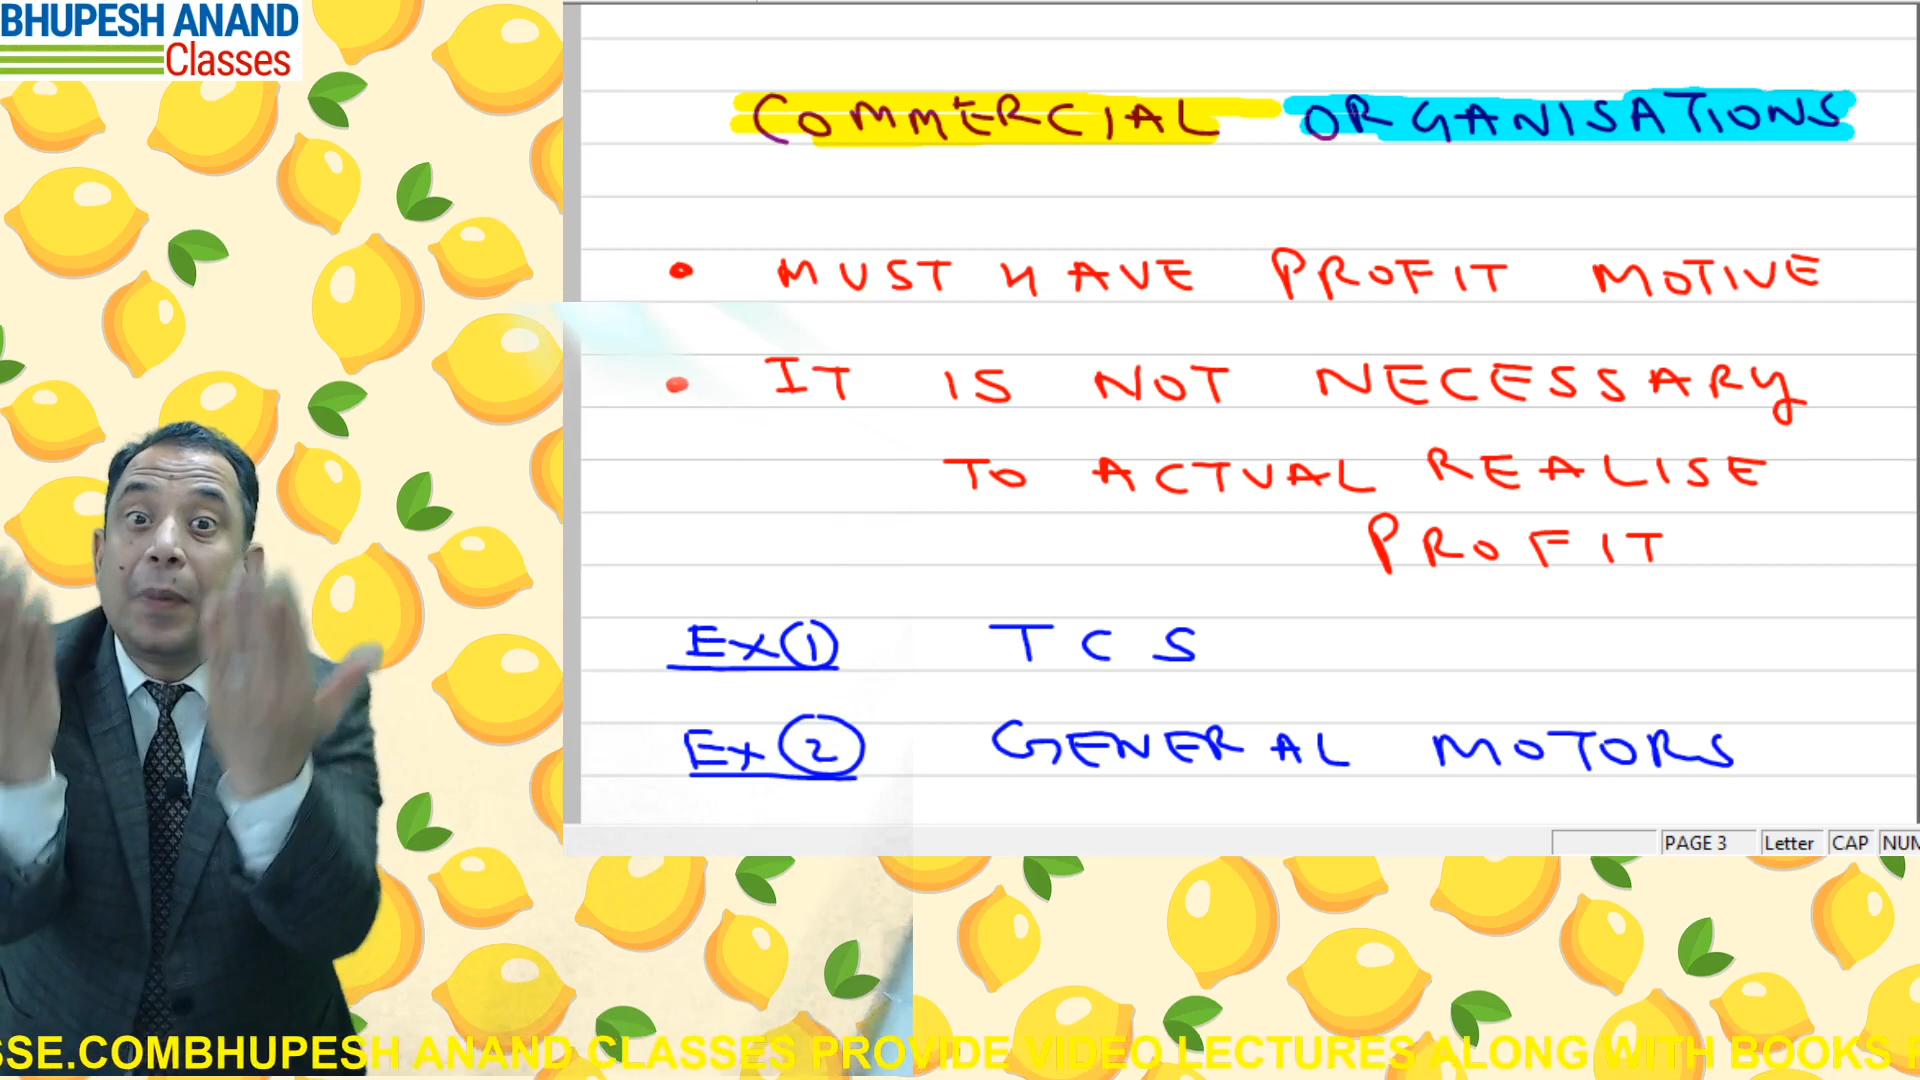 BHUPESH ANAND
Classes
COMMERCIAL ORGANISATIONS
• MUST HAVE PROFIT MOTIVE
• IT IS NOT NECESSARY
TO ACTUAL REALISE
PROFIT
EX 1 TCS
EX 2 GENERAL MOTORS
PAGE 3 Letter CAP NUM
SSE.COMBHUPESH ANAND CLASSES PROVIDE VIDEO LECTURES ALONG WITH BOOKS